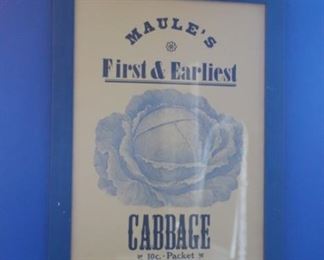 MAULE'S
First & Earliest
CABBAGE
10c. Packet